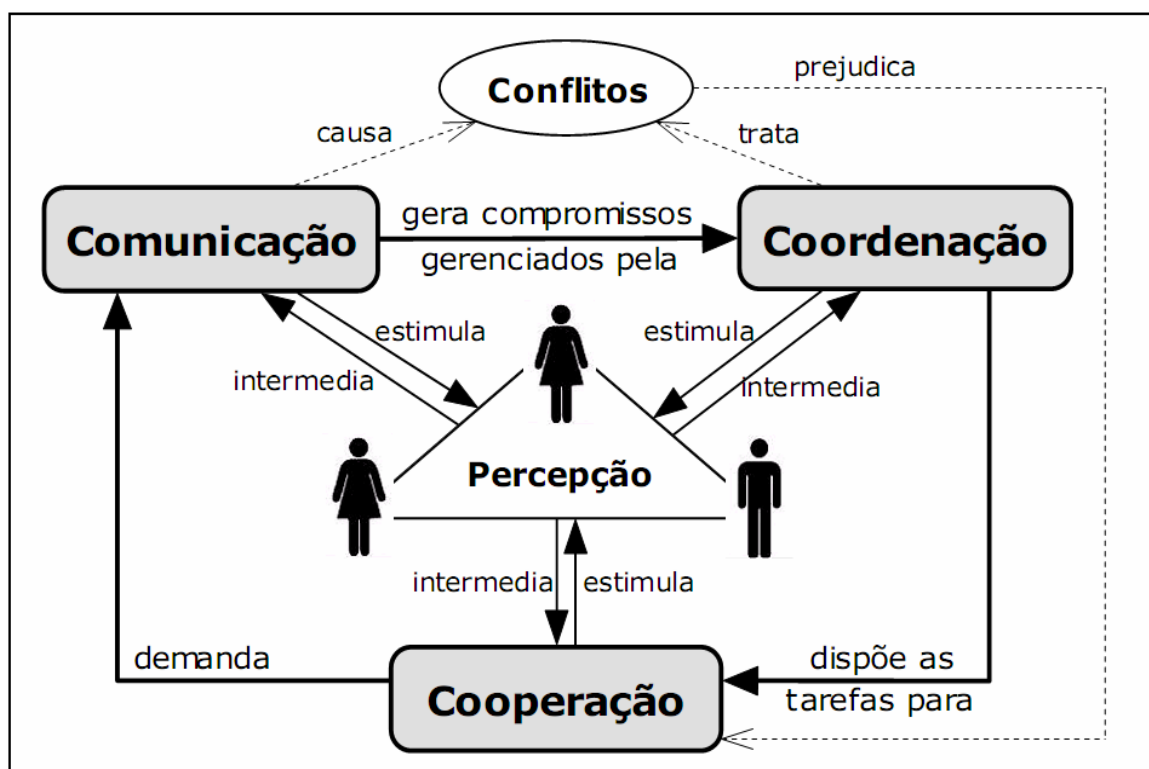 prejudica
Conflitos
causa
trata
gera compromissos
Comunicação
Coordenação
gerenciados pela
estimula
estimula
intermedia
intermedia
Percepção
intermedia
estimula
demanda
dispõe as
Cooperação
tarefas para